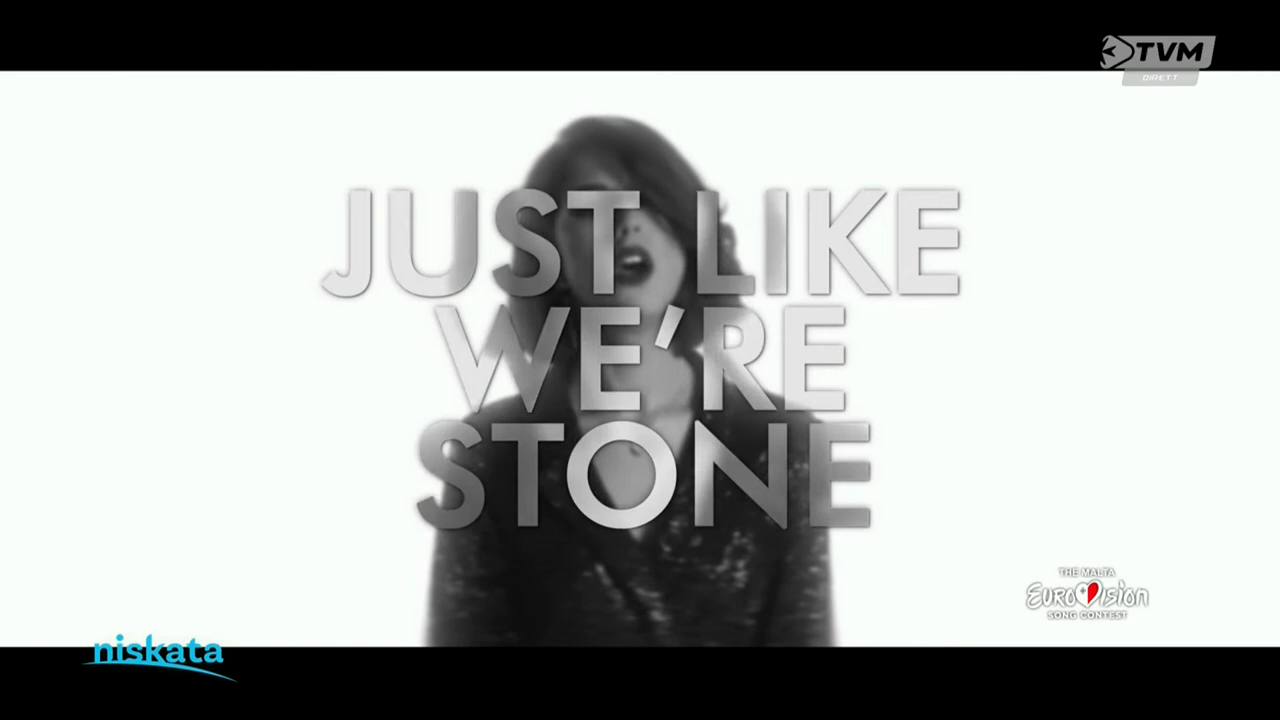 TVM
DIRETT
JUST LIKE
WE'RE
STONE
THE MALTA
EUROVISION
SONG CONTEST
niskata